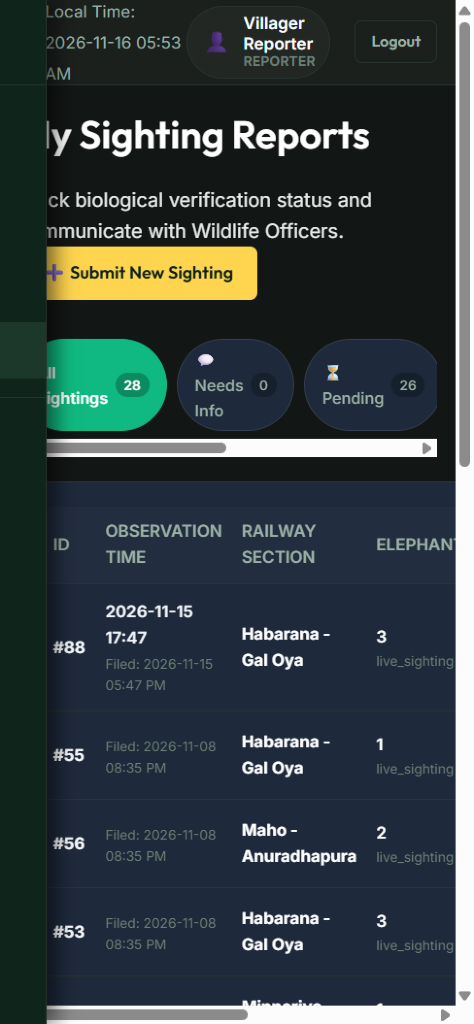 Local Time:
2026-11-16 05:53
AM
Villager
Reporter
REPORTER
Logout
y Sighting Reports
ck biological verification status and
mmunicate with Wildlife Officers.
Submit New Sighting
ll
ightings
28
Needs
Info
0
Pending
26
ID
OBSERVATION
TIME
RAILWAY
SECTION
ELEPHANT
#88
2026-11-15
17:47
Filed: 2026-11-15
05:47 PM
Habarana -
Gal Oya
3
live_sighting
#55
Filed: 2026-11-08
08:35 PM
Habarana -
Gal Oya
1
live_sighting
#56
Filed: 2026-11-08
08:35 PM
Maho -
Anuradhapura
2
live_sighting
#53
Filed: 2026-11-08
08:35 PM
Habarana -
Gal Oya
3
live_sighting